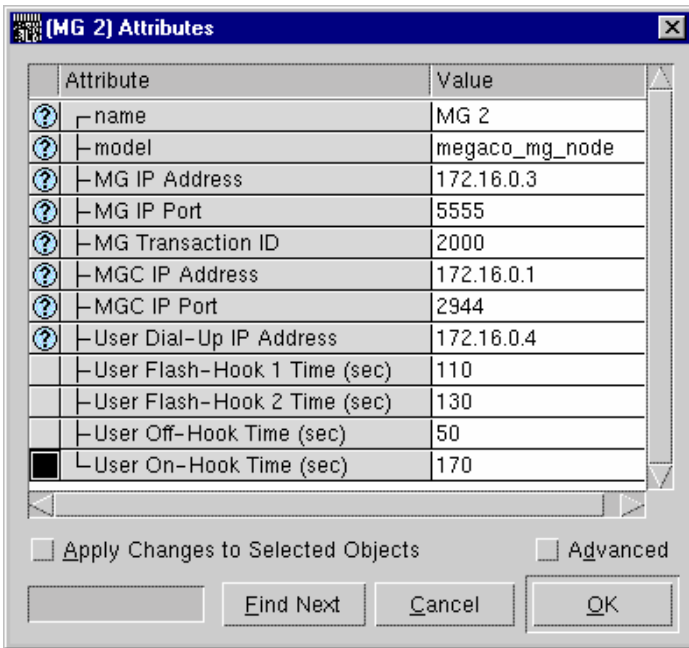 (MG 2) Attributes
Attribute Value
name MG 2
model megaco_mg_node
MG IP Address 172.16.0.3
MG IP Port 5555
MG Transaction ID 2000
MGC IP Address 172.16.0.1
MGC IP Port 2944
User Dial-Up IP Address 172.16.0.4
User Flash-Hook 1 Time (sec) 110
User Flash-Hook 2 Time (sec) 130
User Off-Hook Time (sec) 50
User On-Hook Time (sec) 170
Apply Changes to Selected Objects Advanced
Find Next Cancel OK